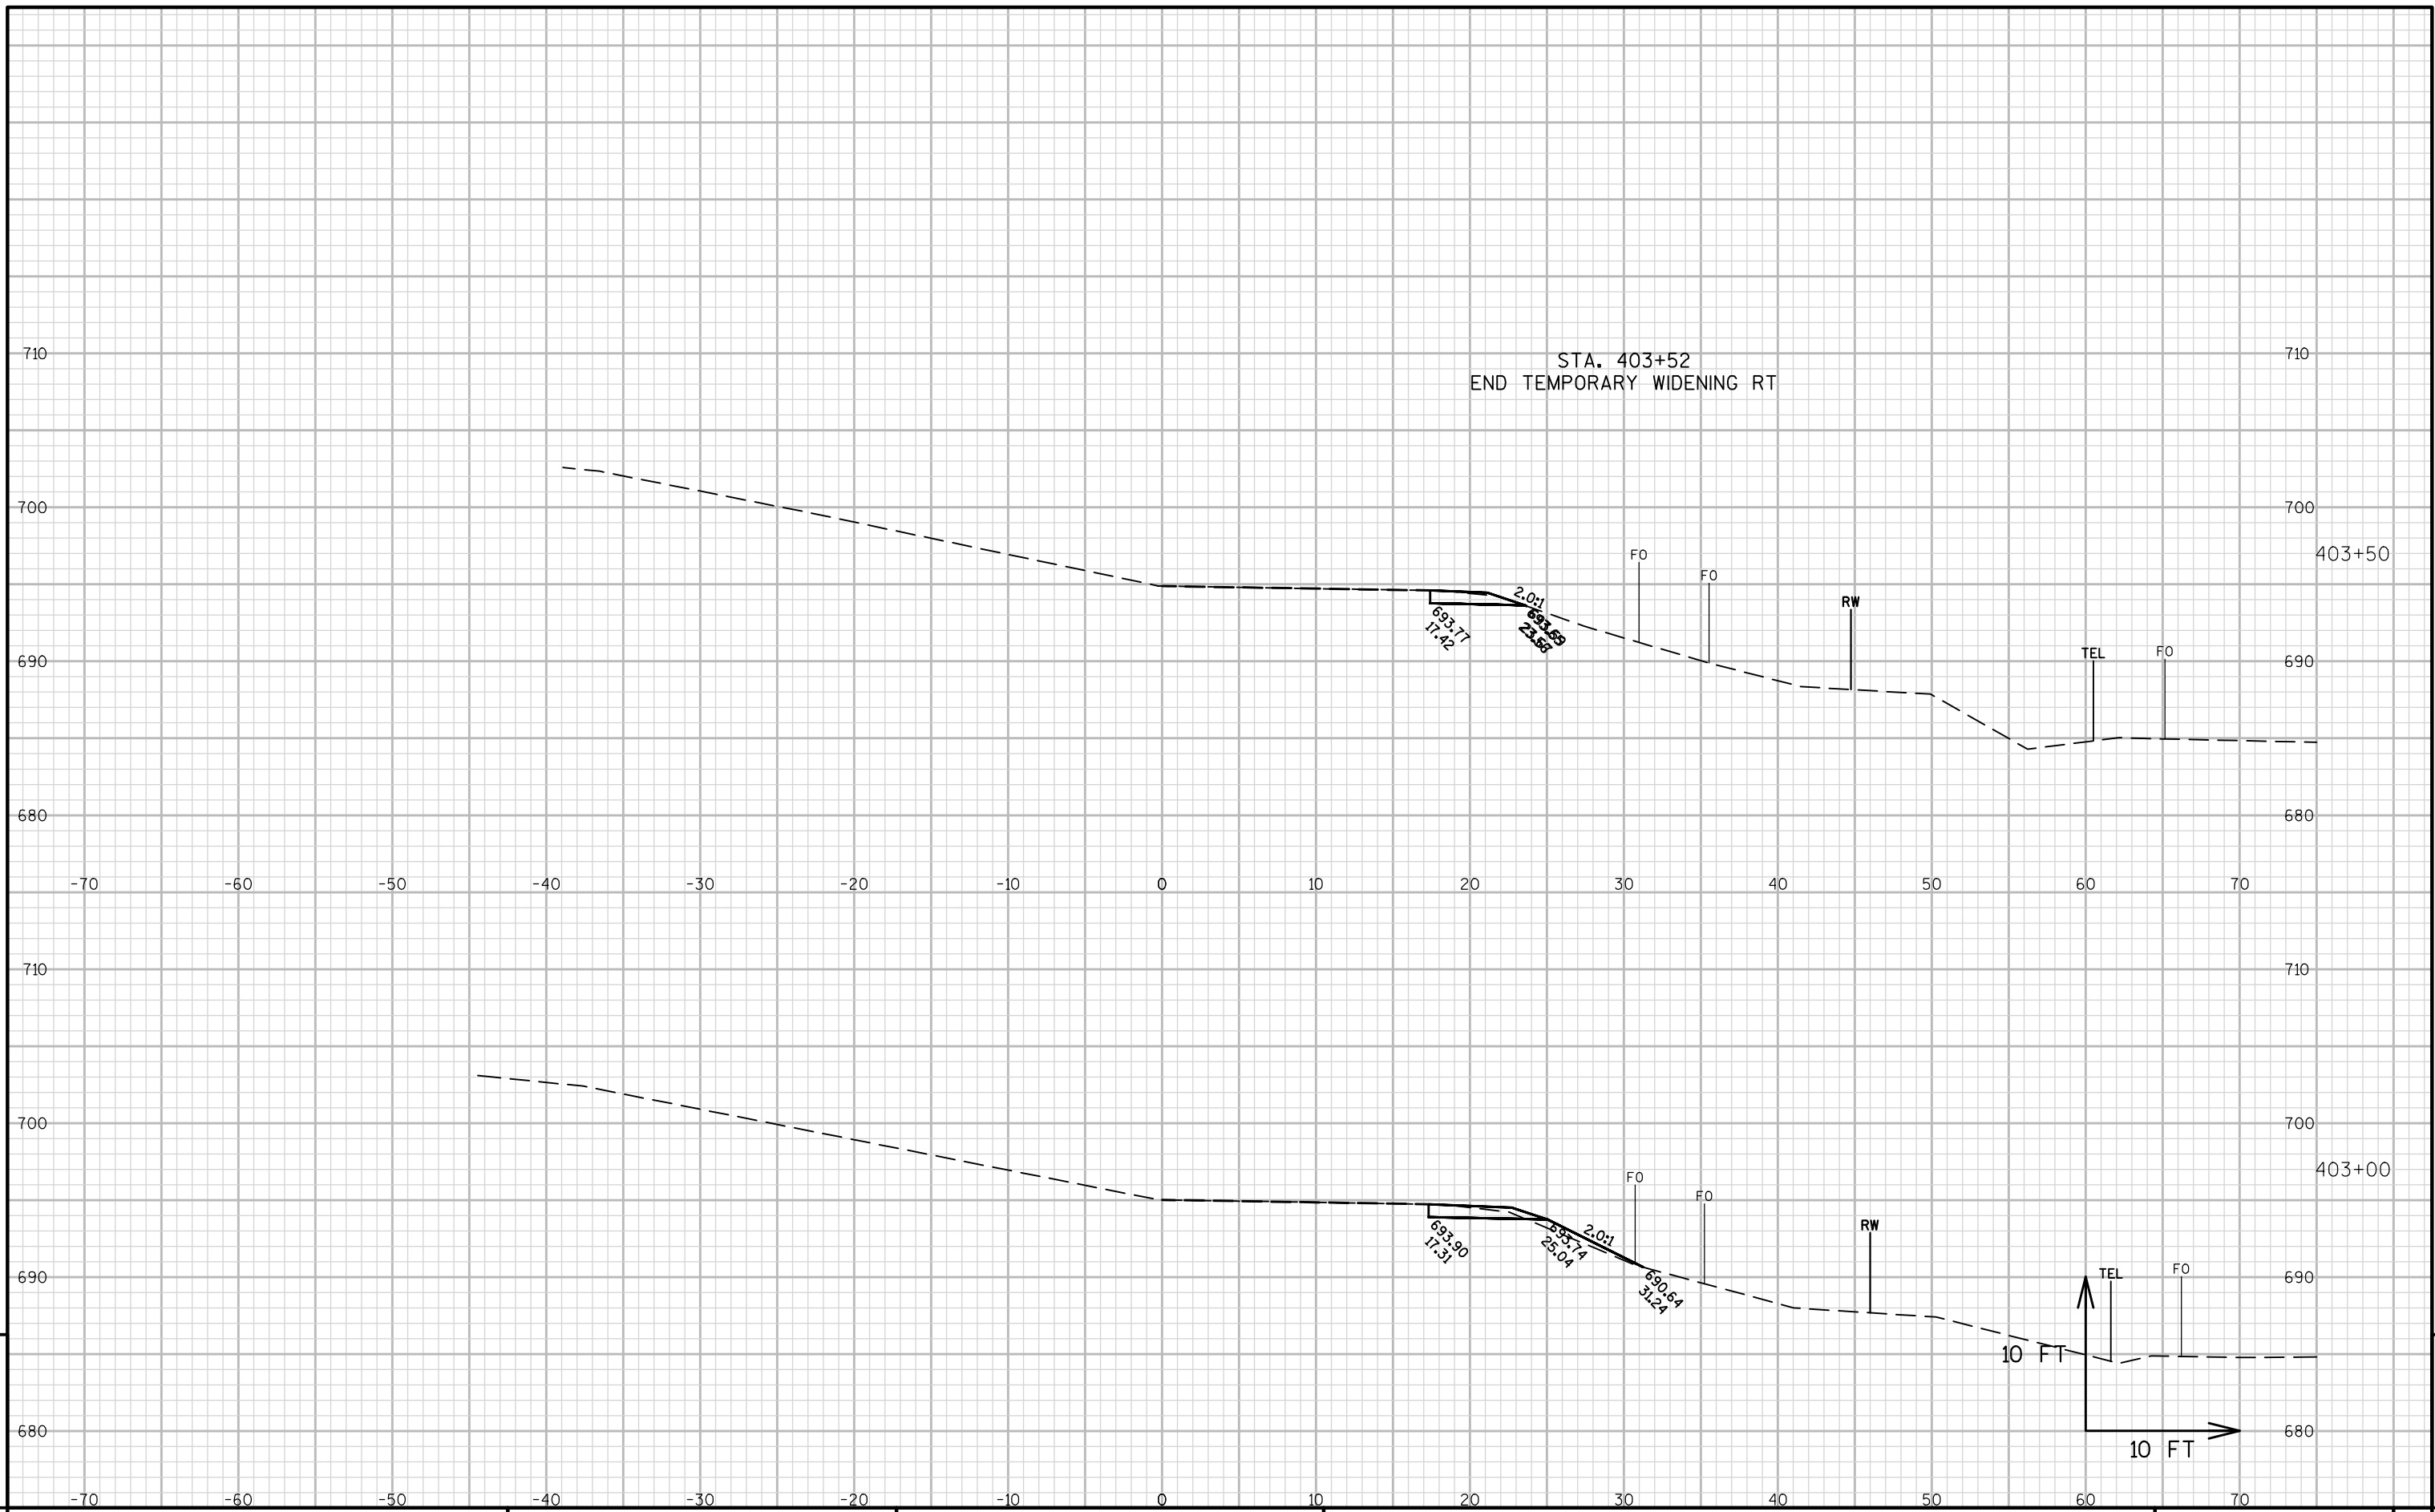 710 710
STA. 403+52
END TEMPORARY WIDENING RT
700 700
FO 403+50
FO
2.0:1 RW
693.77
17.42
690 TEL FO 690
680 680
-70 -60 -50 -40 -30 -20 -10 0 10 20 30 40 50 60 70
710 710
700 700
403+00
FO
FO
RW
2.0:1
693.90
17.31
693.74
25.04
690 TEL FO 690
690.64
31.24
10 FT
680 680
10 FT
-70 -60 -50 -40 -30 -20 -10 0 10 20 30 40 50 60 70